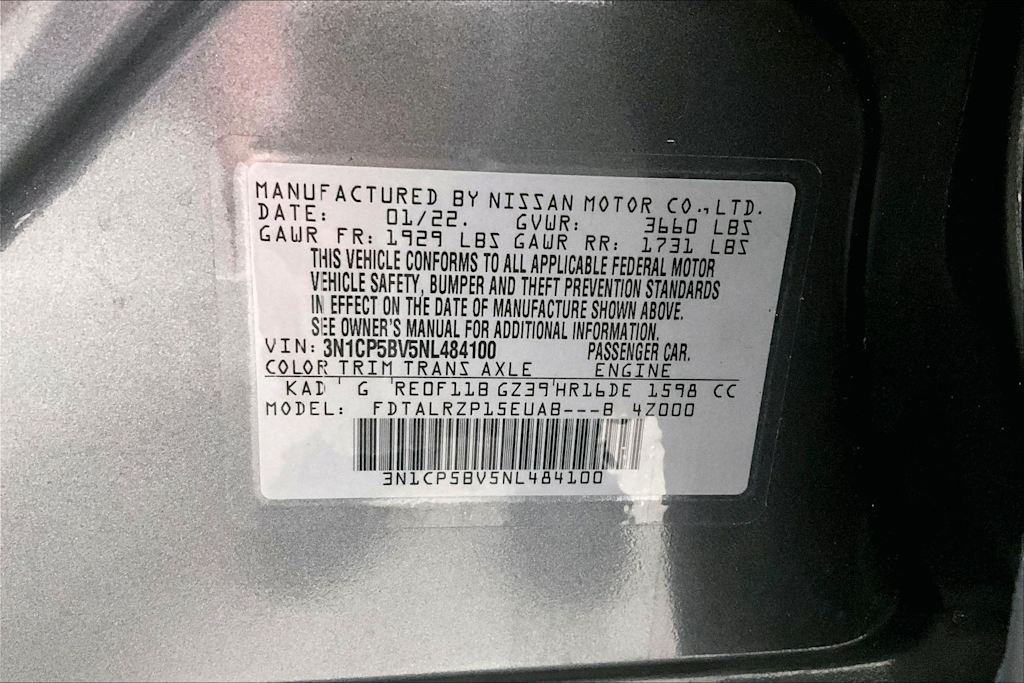 MANUFACTURED BY NISSAN MOTOR CO., LTD.
DATE: 01/22. GVWR: 3660 LBS
GAWR FR: 1929 LBS GAWR RR: 1731 LBS
THIS VEHICLE CONFORMS TO ALL APPLICABLE FEDERAL MOTOR
VEHICLE SAFETY, BUMPER AND THEFT PREVENTION STANDARDS
IN EFFECT ON THE DATE OF MANUFACTURE SHOWN ABOVE.
SEE OWNER'S MANUAL FOR ADDITIONAL INFORMATION.
VIN: 3N1CP5BV5NL484100 PASSENGER CAR.
COLOR TRIM TRANS AXLE ENGINE
KAD G RE0F11B GZ39 HR16DE 1598 CC
MODEL: FDTALRZP15EUAB---B 4Z000
3N1CP5BV5NL484100